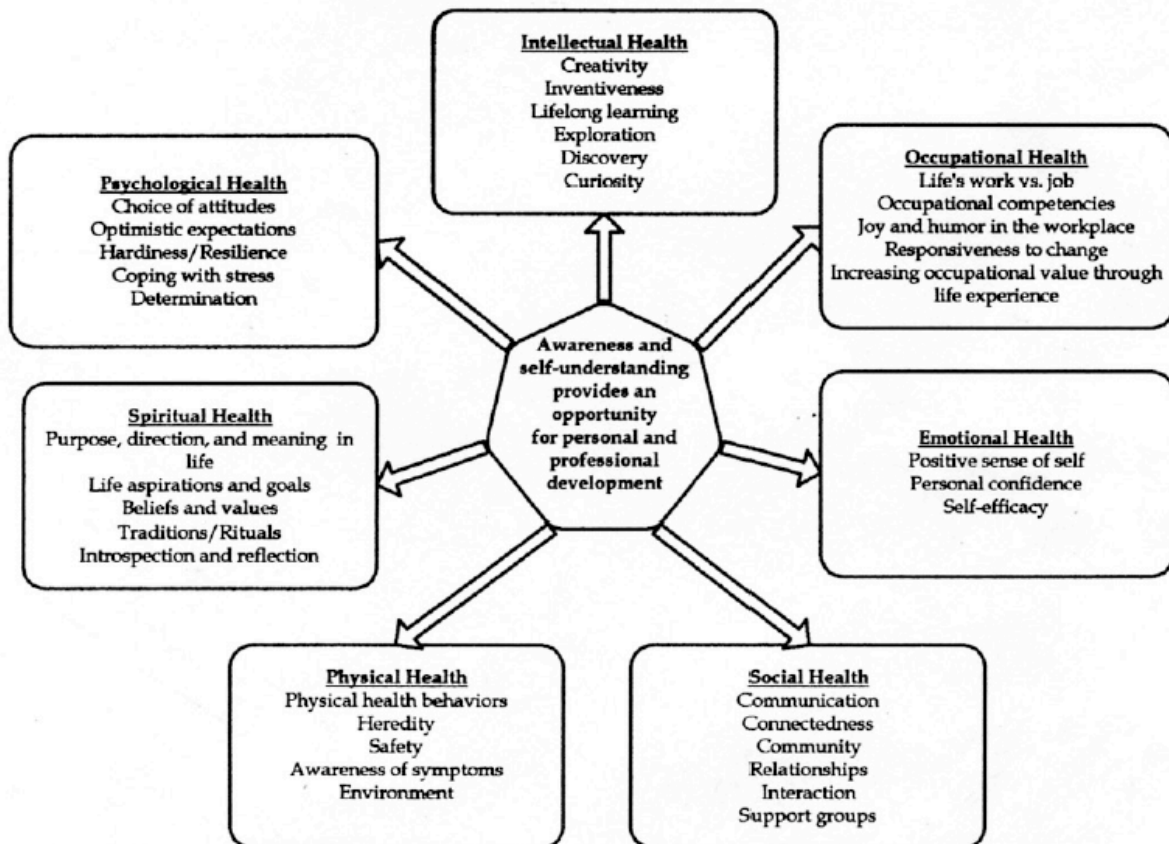 Intellectual Health
Creativity
Inventiveness
Lifelong learning
Exploration
Discovery
Curiosity
Psychological Health
Choice of attitudes
Optimistic expectations
Hardiness/Resilience
Coping with stress
Determination
Occupational Health
Life's work vs. job
Occupational competencies
Joy and humor in the workplace
Responsiveness to change
Increasing occupational value through
life experience
Awareness and
self-understanding
provides an
opportunity
for personal and
professional
development
Spiritual Health
Purpose, direction, and meaning in
life
Life aspirations and goals
Beliefs and values
Traditions/Rituals
Introspection and reflection
Emotional Health
Positive sense of self
Personal confidence
Self-efficacy
Physical Health
Physical health behaviors
Heredity
Safety
Awareness of symptoms
Environment
Social Health
Communication
Connectedness
Community
Relationships
Interaction
Support groups